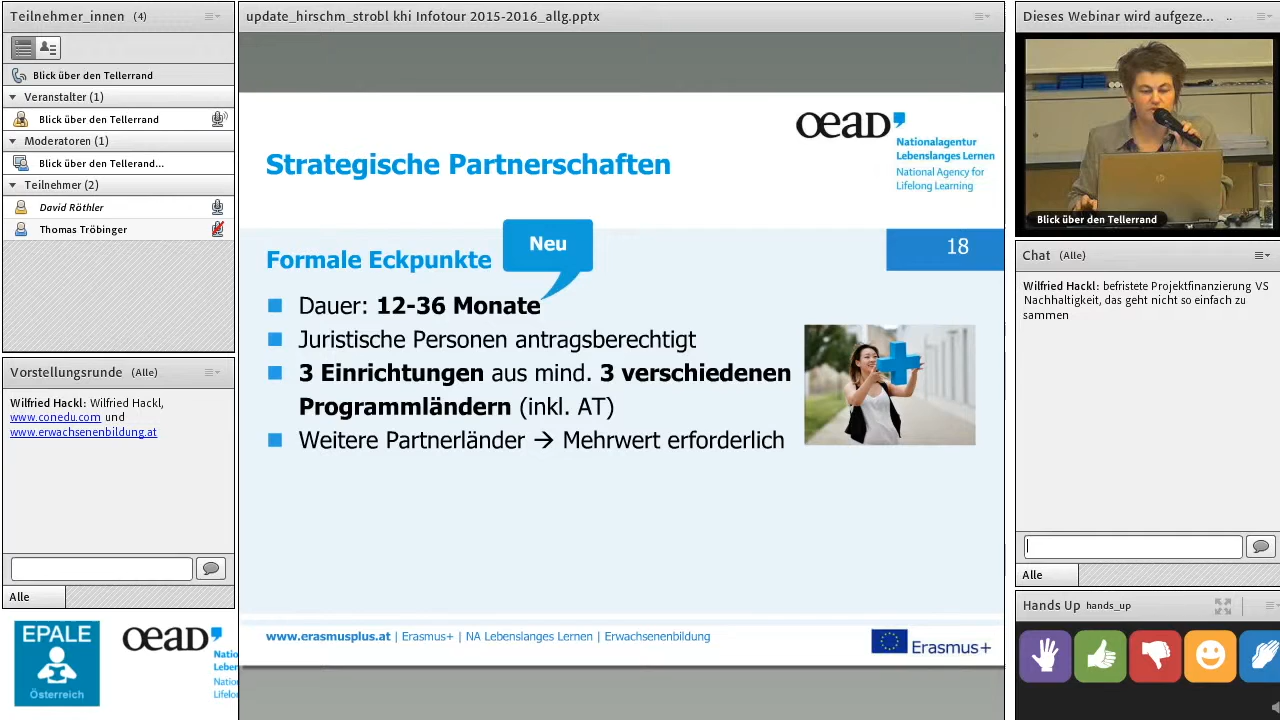 Teilnehmer_innen (4)
Blick über den Tellerrand
Veranstalter (1)
Blick über den Tellerrand
Moderatoren (1)
Blick über den Tellerand...
Teilnehmer (2)
David Röthler
Thomas Tröbinger
Vorstellungsrunde (Alle)
Wilfried Hackl: Wilfried Hackl,
www.conedu.com und
www.erwachsenenbildung.at
Alle
EPALE
Österreich
OEAD
Natio
Leber
Natio
Lifelo
update_hirschm_strobl khi Infotour 2015-2016_allg.pptx
OEAD
Nationalagentur
Lebenslanges Lernen
National Agency for
Lifelong Learning
Strategische Partnerschaften
18
Neu
Formale Eckpunkte
Dauer: 12-36 Monate
Juristische Personen antragsberechtigt
3 Einrichtungen aus mind. 3 verschiedenen
Programmländern (inkl. AT)
Weitere Partnerländer → Mehrwert erforderlich
www.erasmusplus.at | Erasmus+ | NA Lebenslanges Lernen | Erwachsenenbildung
Erasmus+
Dieses Webinar wird aufgeze... ..
Blick über den Tellerrand
Chat (Alle)
Wilfried Hackl: befristete Projektfinanzierung VS
Nachhaltigkeit, das geht nicht so einfach zu
sammen
Alle
Hands Up hands_up